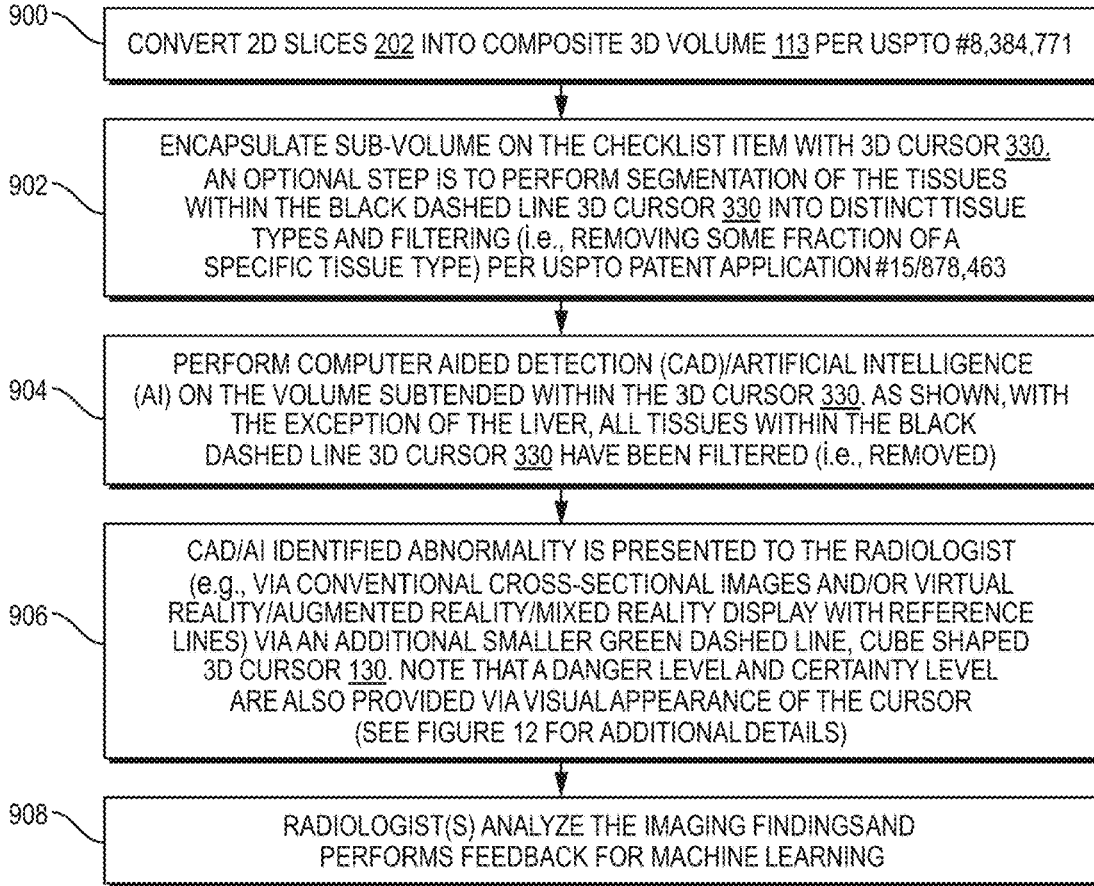 900
CONVERT 2D SLICES 202 INTO COMPOSITE 3D VOLUME 113 PER USPTO #8,384,771
902
ENCAPSULATE SUB-VOLUME ON THE CHECKLIST ITEM WITH 3D CURSOR 330.
AN OPTIONAL STEP IS TO PERFORM SEGMENTATION OF THE TISSUES
WITHIN THE BLACK DASHED LINE 3D CURSOR 330 INTO DISTINCT TISSUE
TYPES AND FILTERING (i.e., REMOVING SOME FRACTION OF A
SPECIFIC TISSUE TYPE) PER USPTO PATENT APPLICATION #15/878,463
904
PERFORM COMPUTER AIDED DETECTION (CAD)/ARTIFICIAL INTELLIGENCE
(AI) ON THE VOLUME SUBTENDED WITHIN THE 3D CURSOR 330. AS SHOWN, WITH
THE EXCEPTION OF THE LIVER, ALL TISSUES WITHIN THE BLACK
DASHED LINE 3D CURSOR 330 HAVE BEEN FILTERED (i.e., REMOVED)
906
CAD/AI IDENTIFIED ABNORMALITY IS PRESENTED TO THE RADIOLOGIST
(e.g., VIA CONVENTIONAL CROSS-SECTIONAL IMAGES AND/OR VIRTUAL
REALITY/AUGMENTED REALITY/MIXED REALITY DISPLAY WITH REFERENCE
LINES) VIA AN ADDITIONAL SMALLER GREEN DASHED LINE, CUBE SHAPED
3D CURSOR 130. NOTE THAT A DANGER LEVEL AND CERTAINTY LEVEL
ARE ALSO PROVIDED VIA VISUAL APPEARANCE OF THE CURSOR
(SEE FIGURE 12 FOR ADDITIONAL DETAILS)
908
RADIOLOGIST(S) ANALYZE THE IMAGING FINDINGS AND
PERFORMS FEEDBACK FOR MACHINE LEARNING